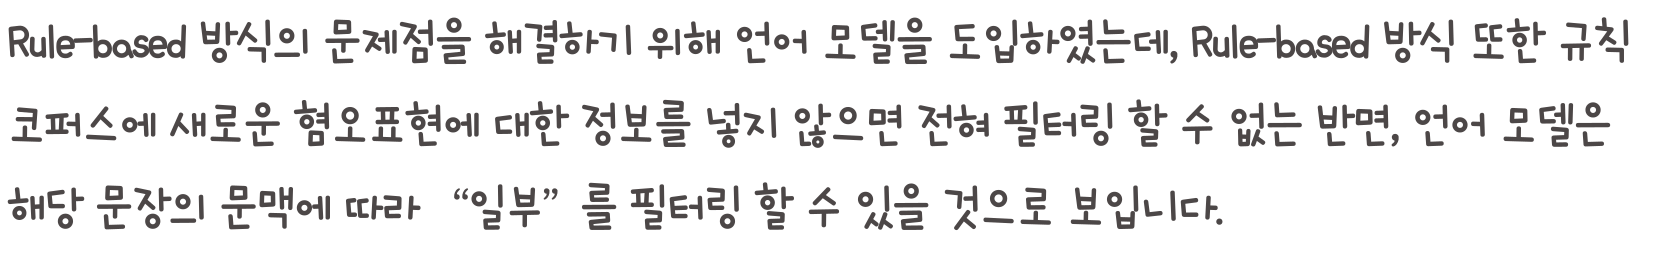 Rule-based 방식의 문제점을 해결하기 위해 언어 모델을 도입하였는데, Rule-based 방식 또한 규칙
코퍼스에 새로운 혐오표현에 대한 정보를 넣지 않으면 전혀 필터링 할 수 없는 반면, 언어 모델은
해당 문장의 문맥에 따라 “일부” 를 필터링 할 수 있을 것으로 보입니다.